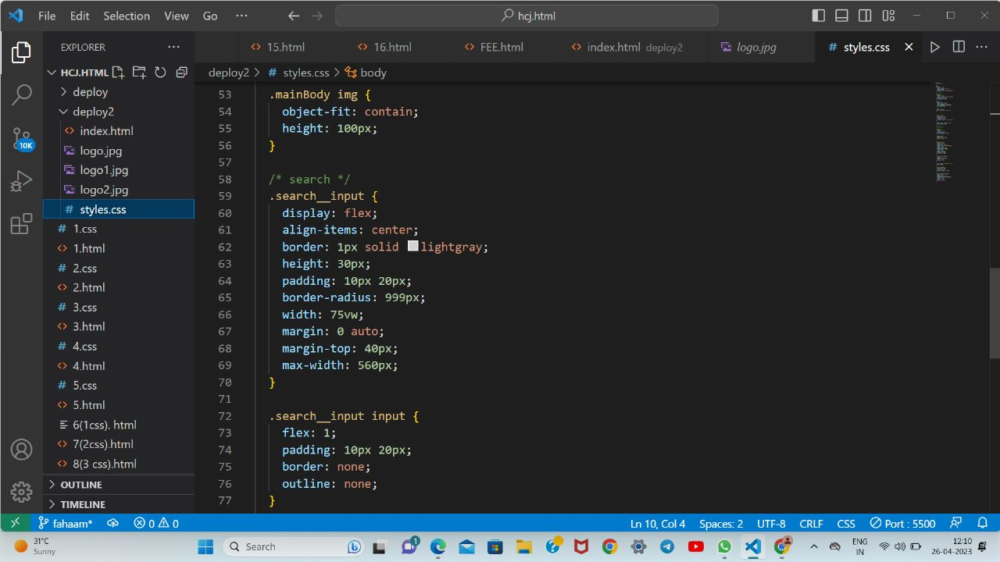 File Edit Selection View Go ··· hcj.html
EXPLORER ···
15.html 16.html FEE.html index.html deploy2 logo.jpg # styles.css
HCJ.HTML
deploy2 > # styles.css > body
deploy
deploy2
index.html
logo.jpg
logo1.jpg
logo2.jpg
# styles.css
# 1.css
1.html
# 2.css
2.html
# 3.css
3.html
# 4.css
4.html
# 5.css
5.html
6(1css). html
7(2css).html
8(3 css).html
OUTLINE
TIMELINE
10K
53 .mainBody img {
54 object-fit: contain;
55 height: 100px;
56 }
57
58 /* search */
59 .search__input {
60 display: flex;
61 align-items: center;
62 border: 1px solid lightgray;
63 height: 30px;
64 padding: 10px 20px;
65 border-radius: 999px;
66 width: 75vw;
67 margin: 0 auto;
68 margin-top: 40px;
69 max-width: 560px;
70 }
71
72 .search__input input {
73 flex: 1;
74 padding: 10px 20px;
75 border: none;
76 outline: none;
77 }
fahaam* 0 0 Ln 10, Col 4 Spaces: 2 UTF-8 CRLF CSS Port : 5500
31°C
Sunny
Search
1
ENG
IN
12:10
26-04-2023